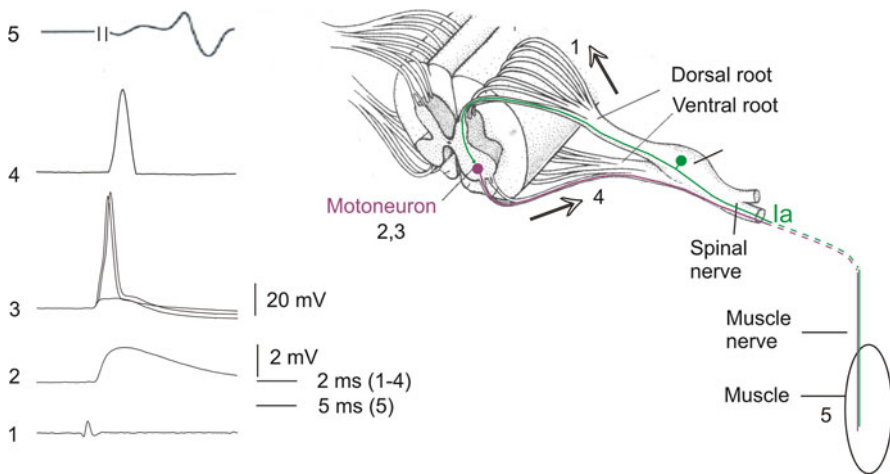 5
4
3
20 mV
2
2 mV
2 ms (1-4)
5 ms (5)
1
1
Dorsal root
Ventral root
Motoneuron
2,3
4
Ia
Spinal
nerve
Muscle
nerve
Muscle
5